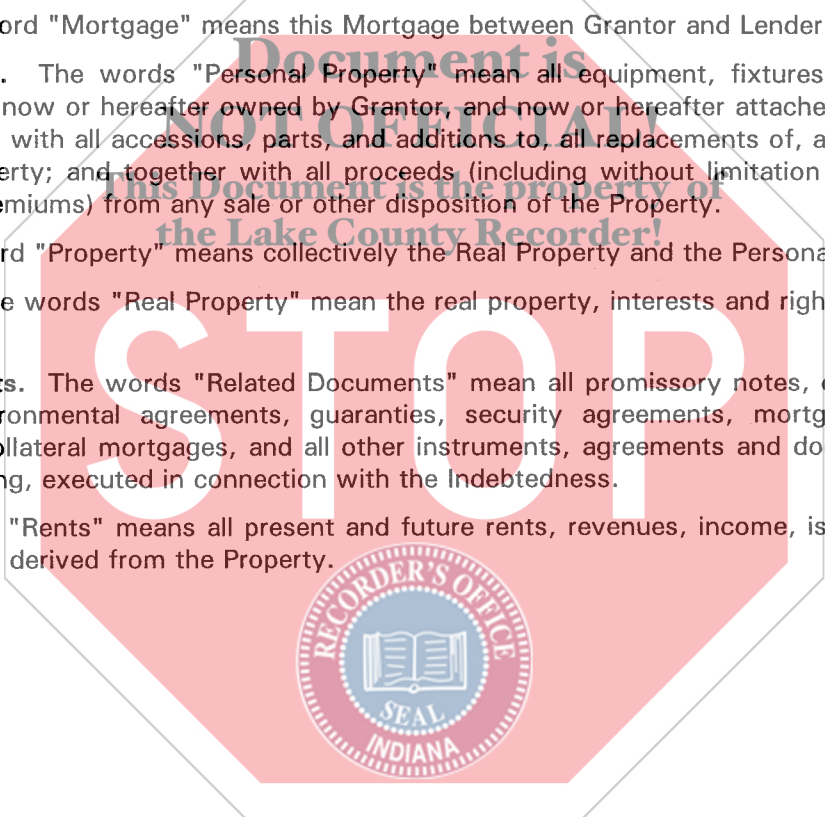 ord "Mortgage" means this Mortgage between Grantor and Lender
Document is
. The words "Personal Property" mean all equipment, fixtures
now or hereafter owned by Grantor, and now or hereafter attache
NOT OFFICIAL!
with all accessions, parts, and additions to, all replacements of, a
erty; and together with all proceeds (including without limitation
This Document is the property of
emiums) from any sale or other disposition of the Property.
the Lake County Recorder!
rd "Property" means collectively the Real Property and the Persona
e words "Real Property" mean the real property, interests and righ
STOP
ts. The words "Related Documents" mean all promissory notes,
ronmental agreements, guaranties, security agreements, mortg
ollateral mortgages, and all other instruments, agreements and do
ng, executed in connection with the Indebtedness.
"Rents" means all present and future rents, revenues, income, is
derived from the Property.
RECORDER'S OFFICE
SEAL
INDIANA